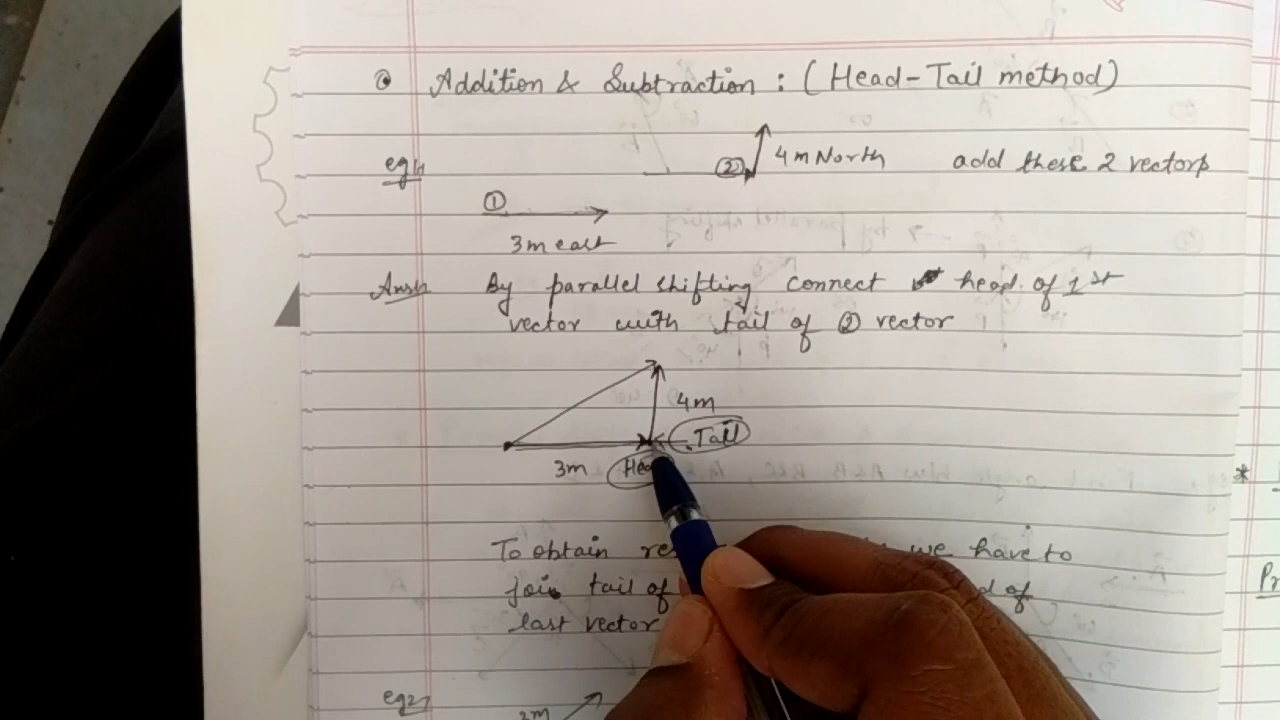 Addition & Subtraction : (Head-Tail method)
eg1
② 4m North add these 2 vectors
①
3m east
Ans
By parallel shifting connect head of 1st
vector with tail of ② vector
4m
Tail
3m
To obtain we have to
join tail of of
last vector
eg2
2m
*